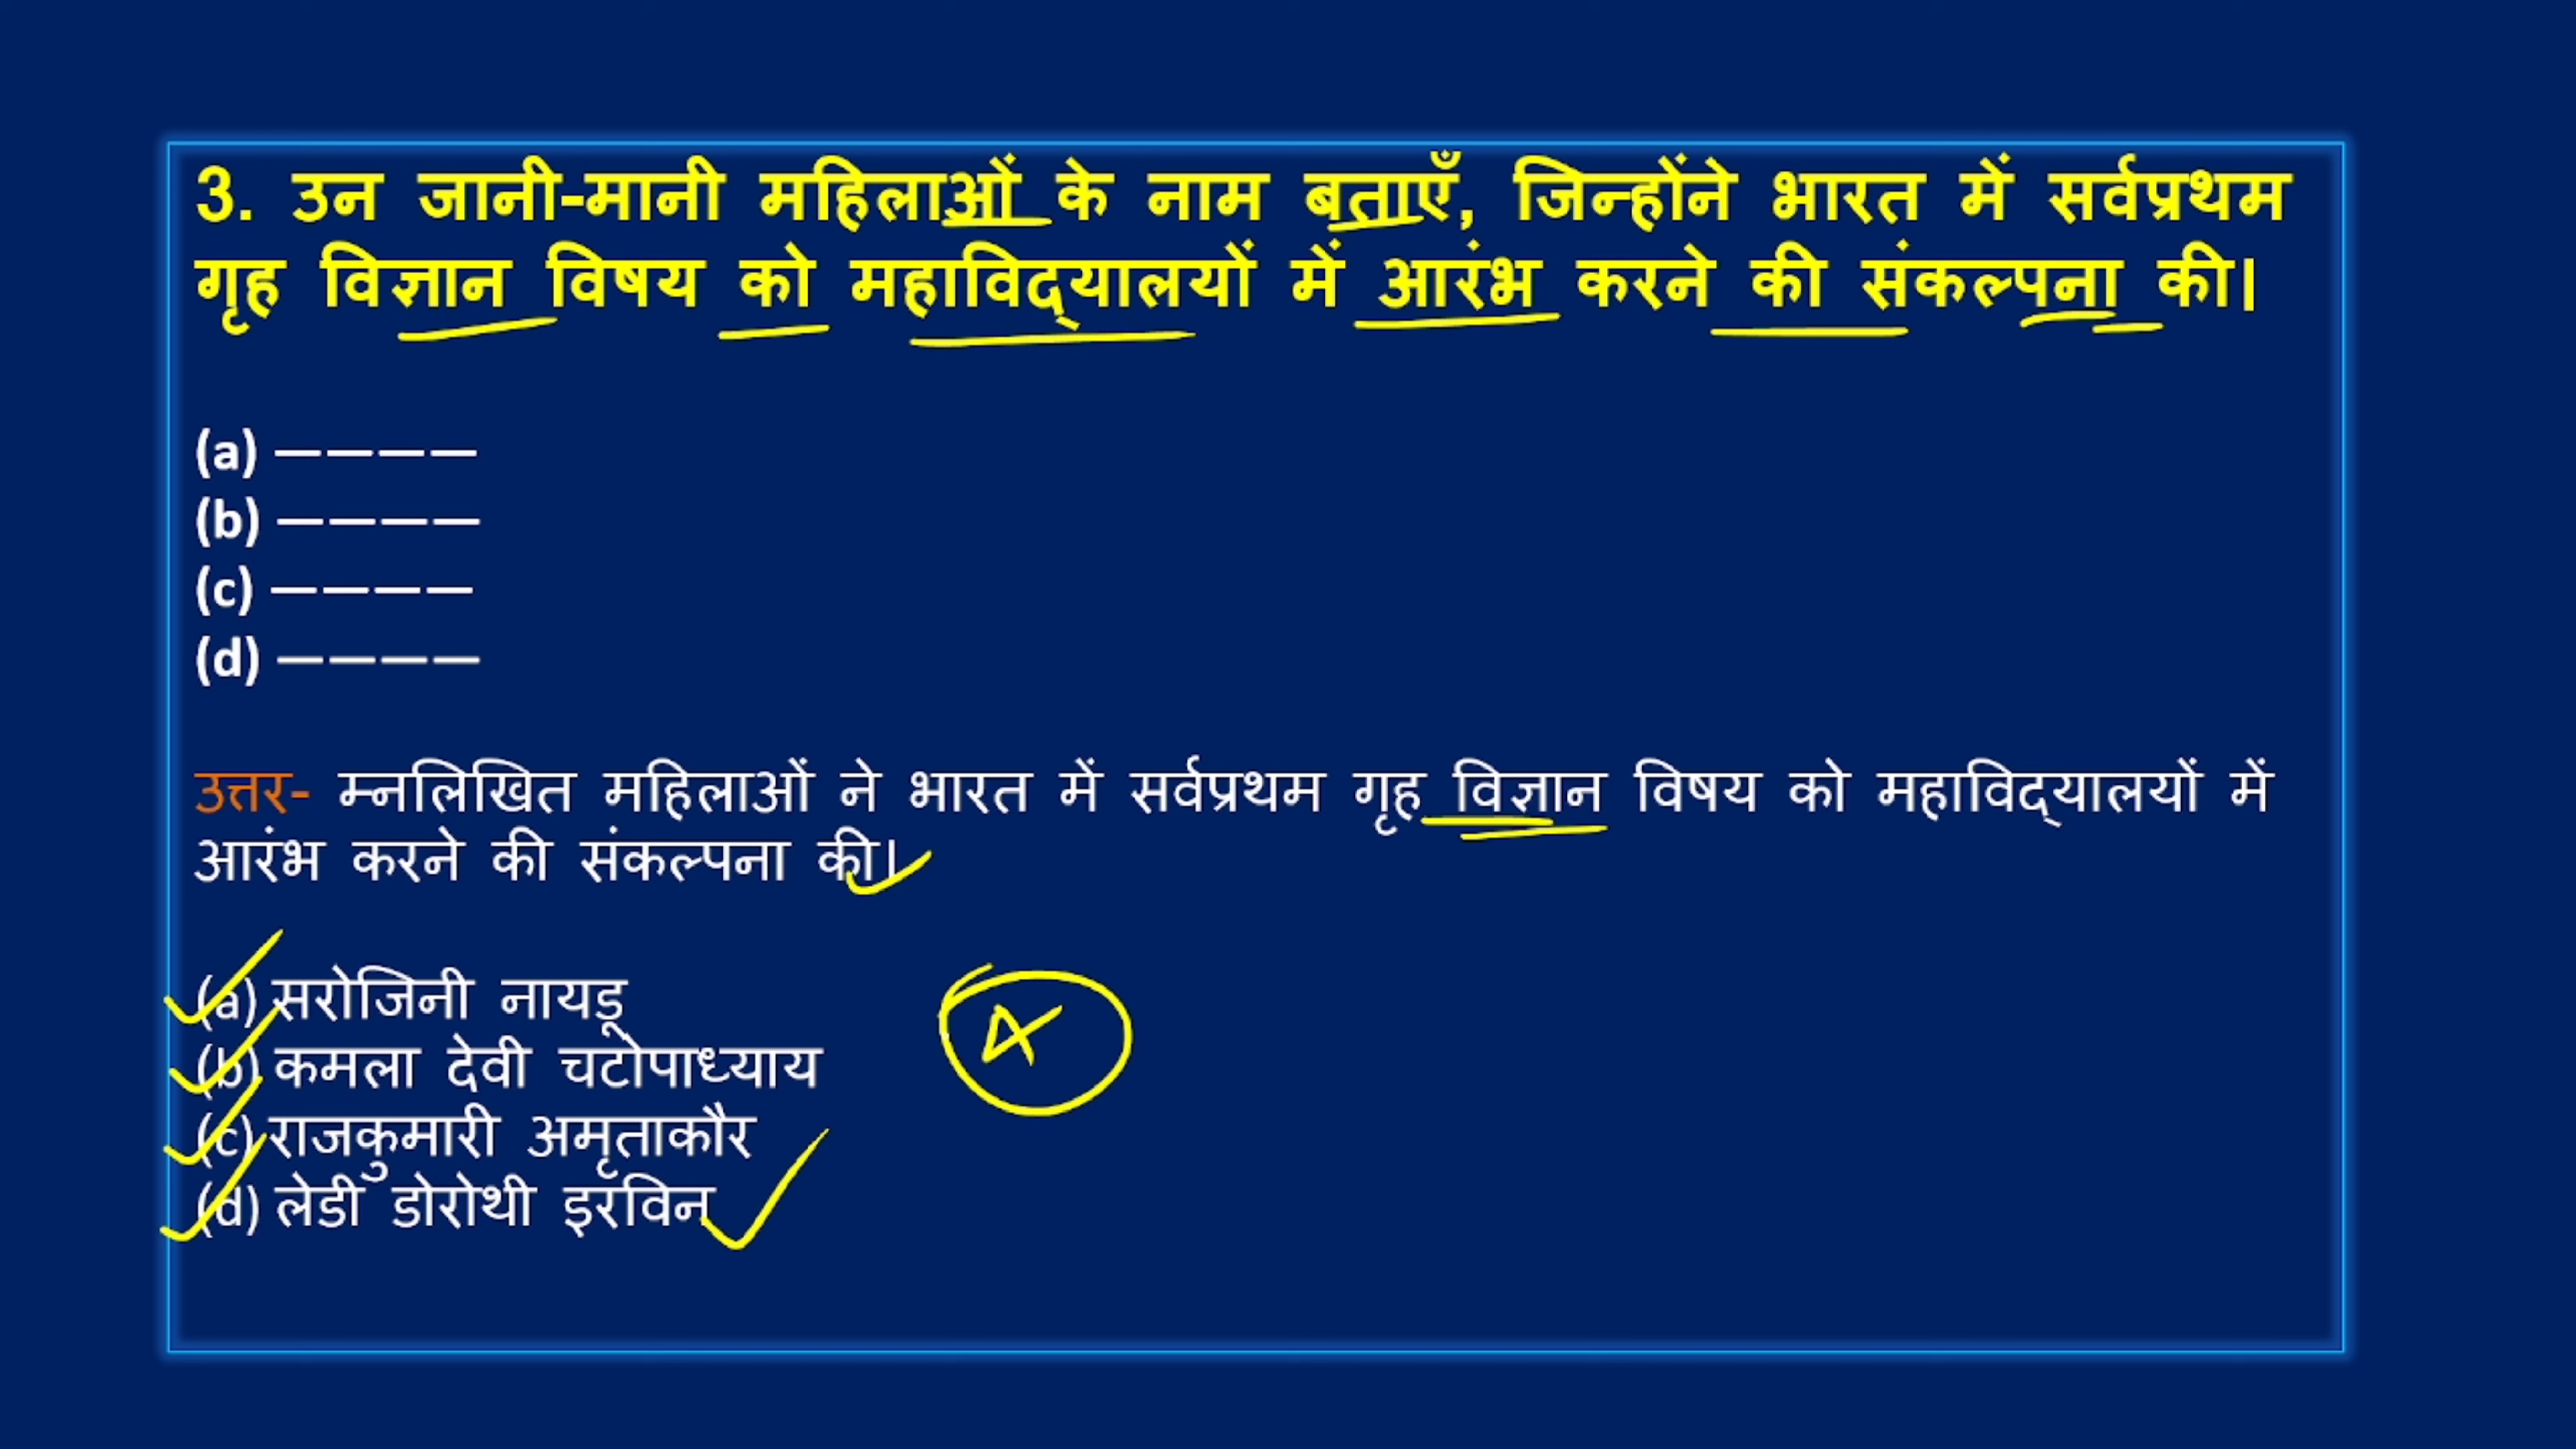 3. उन जानी-मानी महिलाओं के नाम बताएँ, जिन्होंने भारत में सर्वप्रथम
गृह विज्ञान विषय को महाविद्यालयों में आरंभ करने की संकल्पना की।
(a) ————
(b) ————
(c) ————
(d) ————
उत्तर- म्नलिखित महिलाओं ने भारत में सर्वप्रथम गृह विज्ञान विषय को महाविद्यालयों में
आरंभ करने की संकल्पना की।
(a) सरोजिनी नायडू
(b) कमला देवी चटोपाध्याय
(c) राजकुमारी अमृताकौर
(d) लेडी डोरोथी इरविन
4